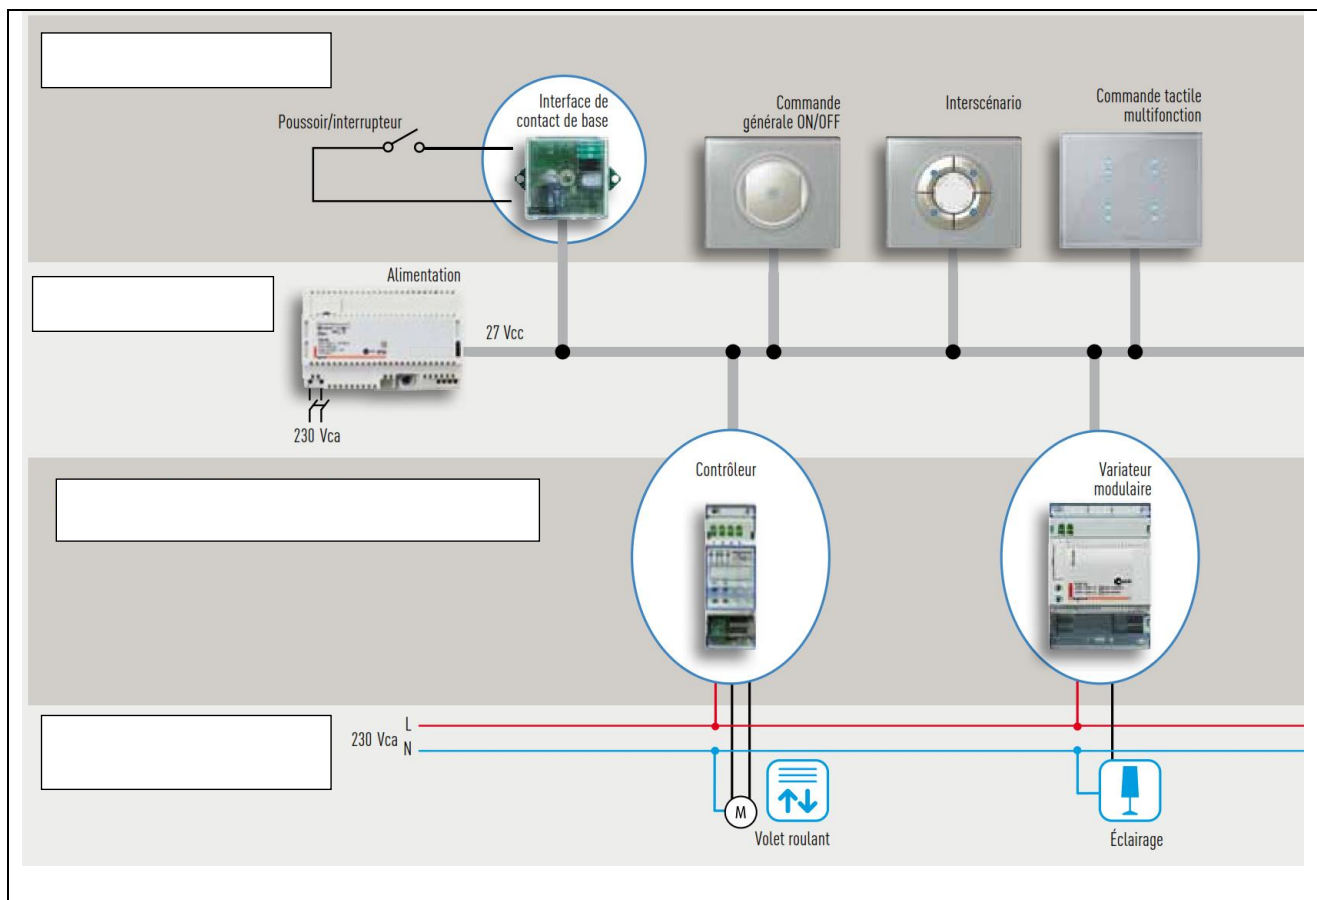 Poussoir/interrupteur
Interface de
contact de base
Commande
générale ON/OFF
Interscénario
Commande tactile
multifonction
Alimentation
27 Vcc
230 Vca
Contrôleur
Variateur
modulaire
230 Vca
L
N
M
Volet roulant
Éclairage